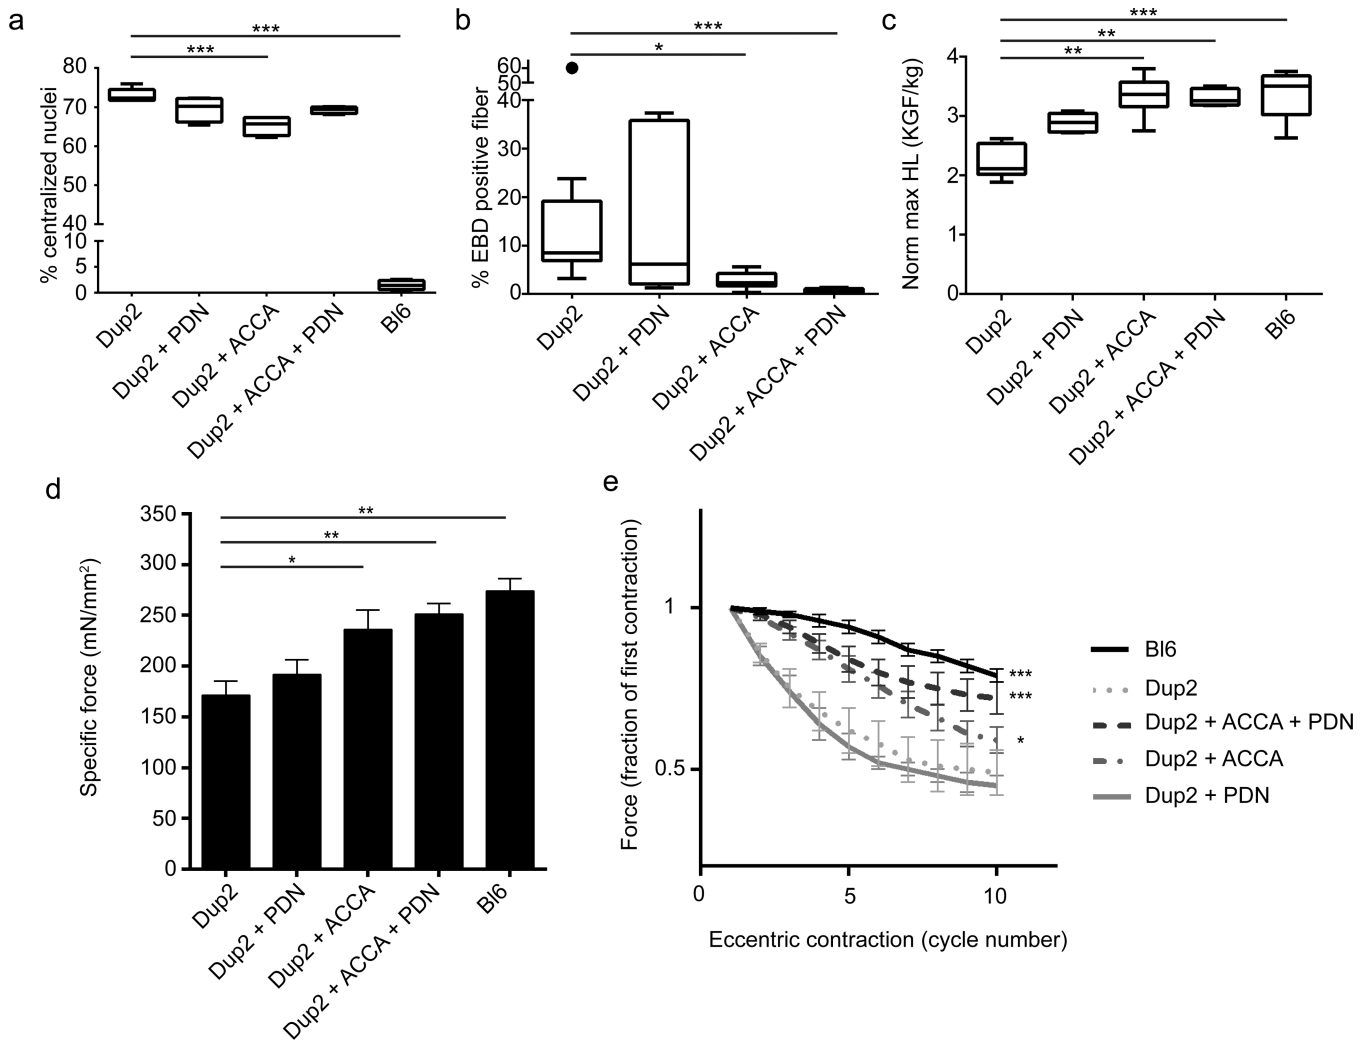 a
***
***
% centralized nuclei
80
70
60
50
40
10
5
0
Dup2
Dup2 + PDN
Dup2 + ACCA
Dup2 + ACCA + PDN
Bl6
b
***
*
% EBD positive fiber
60
50
40
30
20
10
0
Dup2
Dup2 + PDN
Dup2 + ACCA
Dup2 + ACCA + PDN
c
***
**
**
Norm max HL (KGF/kg)
4
3
2
1
0
Dup2
Dup2 + PDN
Dup2 + ACCA
Dup2 + ACCA + PDN
Bl6
d
**
**
*
Specific force (mN/mm²)
350
300
250
200
150
100
50
0
Dup2
Dup2 + PDN
Dup2 + ACCA
Dup2 + ACCA + PDN
Bl6
e
Force (fraction of first contraction)
1
0.5
***
***
*
0
5
10
Eccentric contraction (cycle number)
Bl6
Dup2
Dup2 + ACCA + PDN
Dup2 + ACCA
Dup2 + PDN